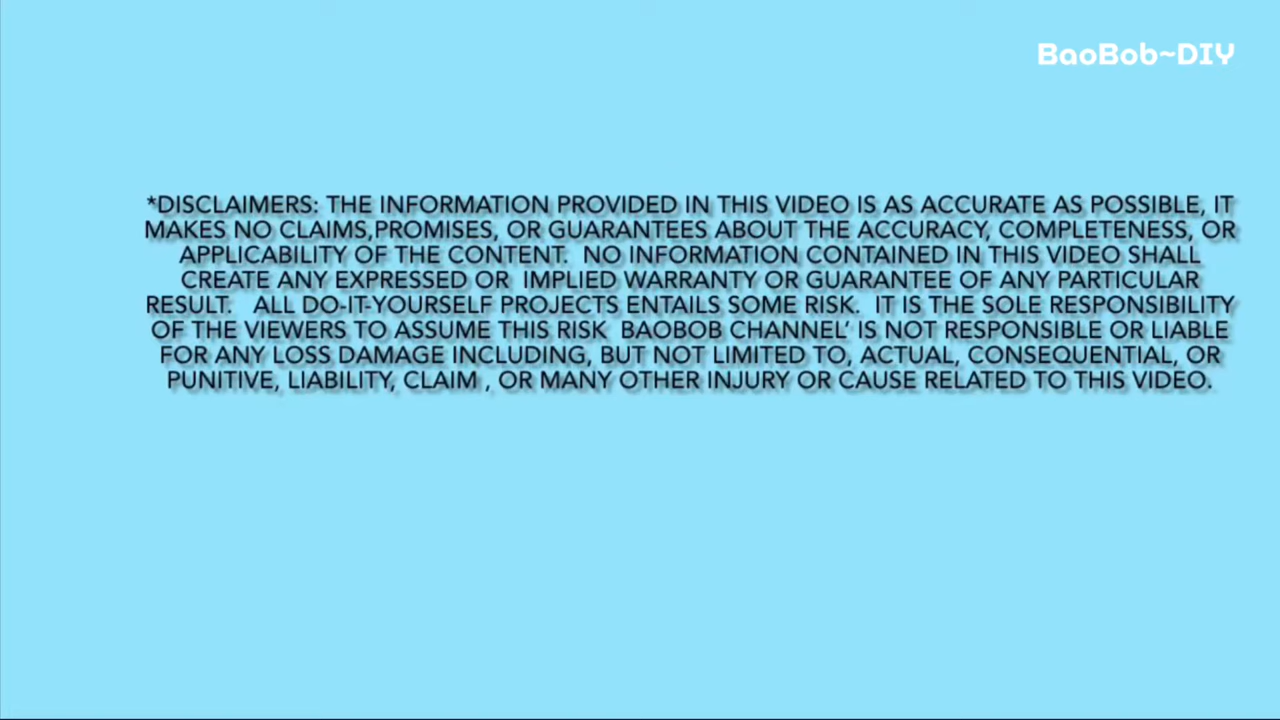 BaoBob~DIY
*DISCLAIMERS: THE INFORMATION PROVIDED IN THIS VIDEO IS AS ACCURATE AS POSSIBLE, IT
MAKES NO CLAIMS,PROMISES, OR GUARANTEES ABOUT THE ACCURACY, COMPLETENESS, OR
APPLICABILITY OF THE CONTENT.  NO INFORMATION CONTAINED IN THIS VIDEO SHALL
CREATE ANY EXPRESSED OR  IMPLIED WARRANTY OR GUARANTEE OF ANY PARTICULAR
RESULT.   ALL DO-IT-YOURSELF PROJECTS ENTAILS SOME RISK.  IT IS THE SOLE RESPONSIBILITY
OF THE VIEWERS TO ASSUME THIS RISK  BAOBOB CHANNEL’ IS NOT RESPONSIBLE OR LIABLE
FOR ANY LOSS DAMAGE INCLUDING, BUT NOT LIMITED TO, ACTUAL, CONSEQUENTIAL, OR
PUNITIVE, LIABILITY, CLAIM , OR MANY OTHER INJURY OR CAUSE RELATED TO THIS VIDEO.